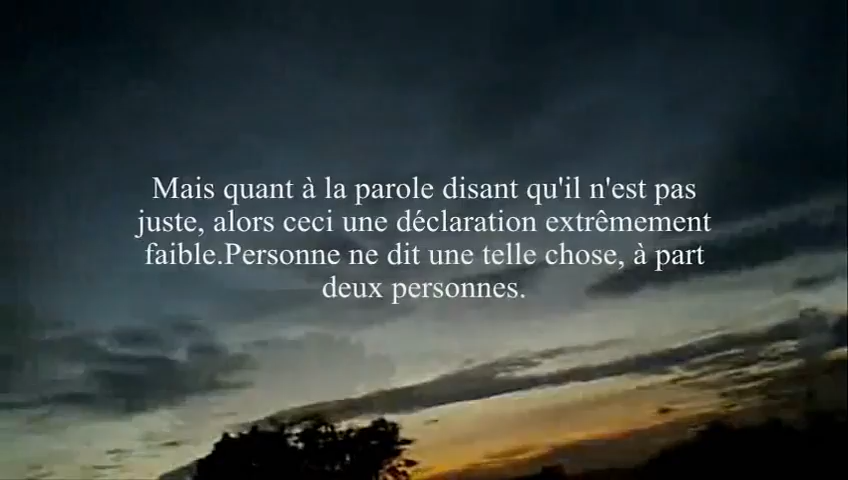 Mais quant à la parole disant qu'il n'est pas
juste, alors ceci une déclaration extrêmement
faible.Personne ne dit une telle chose, à part
deux personnes.